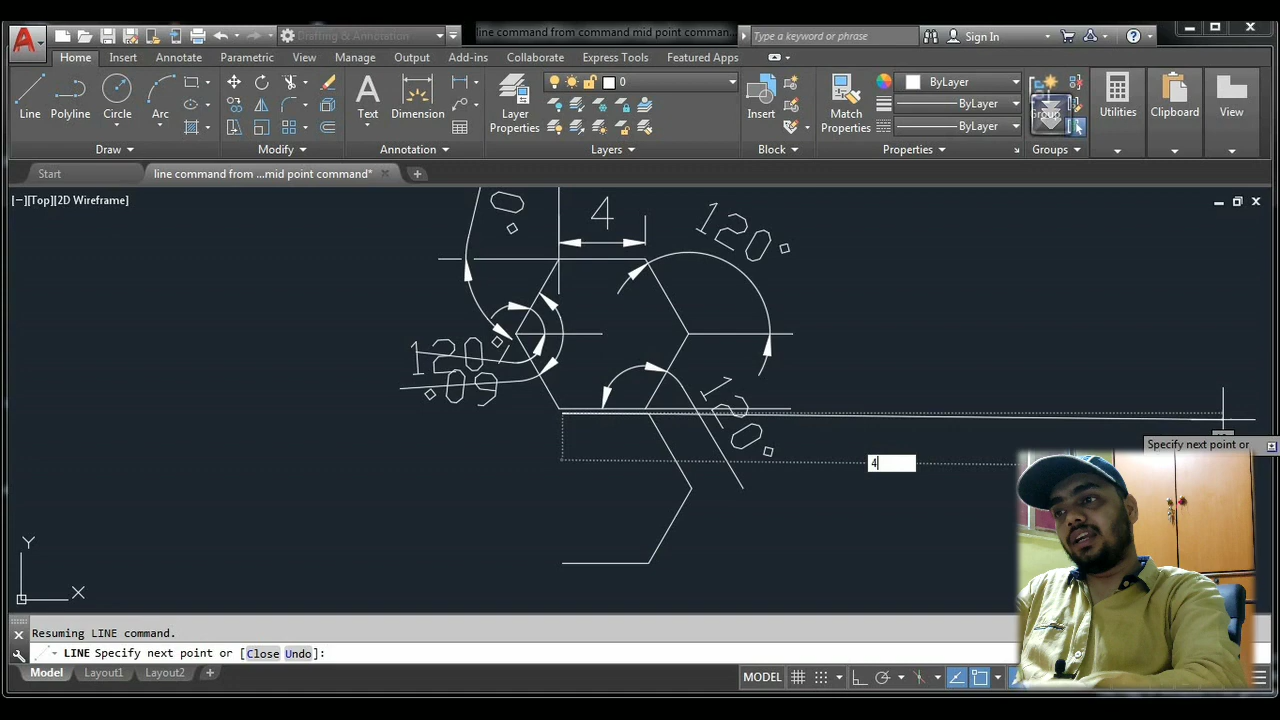 line command from command mid point comman...
Drafting & Annotation
Type a keyword or phrase
Sign In
Home Insert Annotate Parametric View Manage Output Add-ins Collaborate Express Tools Featured Apps
0
ByLayer
ByLayer
ByLayer
Line Polyline Circle Arc
Text Dimension
Layer Properties
Insert
Match Properties
Group
Utilities Clipboard View
Draw Modify Annotation Layers Block Properties Groups
Start
line command from ...mid point command*
[−][Top][2D Wireframe]
4
120°
120°
60°
120°
Specify next point or
4
Y
X
Resuming LINE command.
LINE Specify next point or [Close Undo]:
Model Layout1 Layout2
MODEL